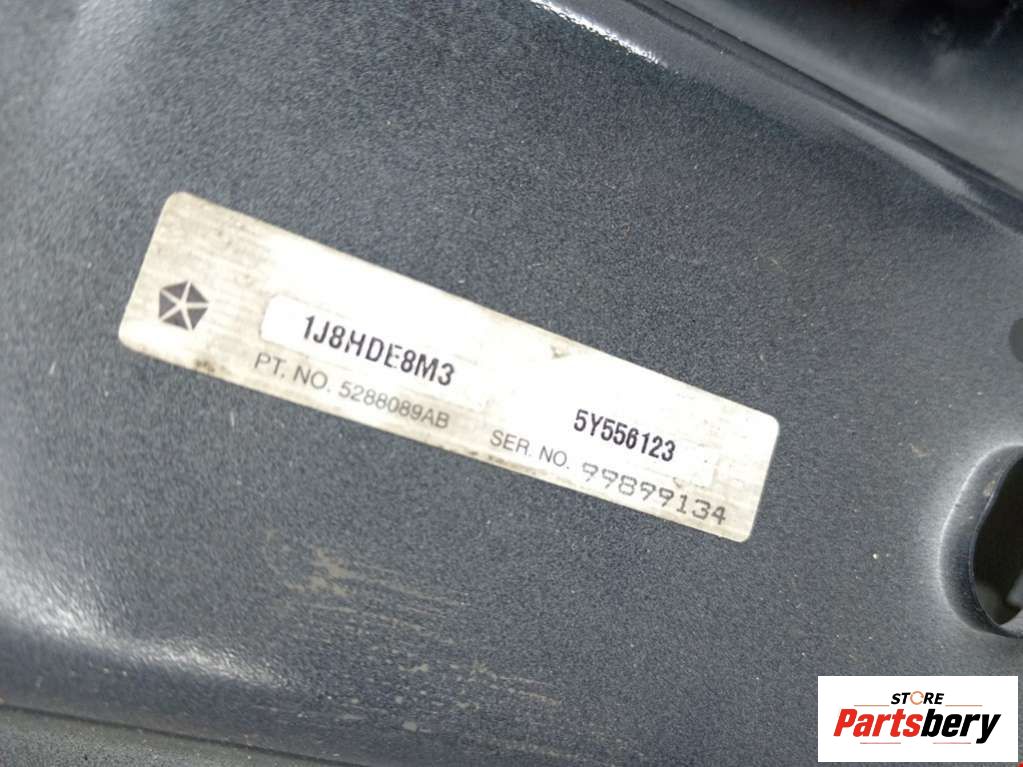 1J8HDE8M3 5Y556123
PT. NO. 5288089AB SER. NO. 99899134
STORE
Partsbery